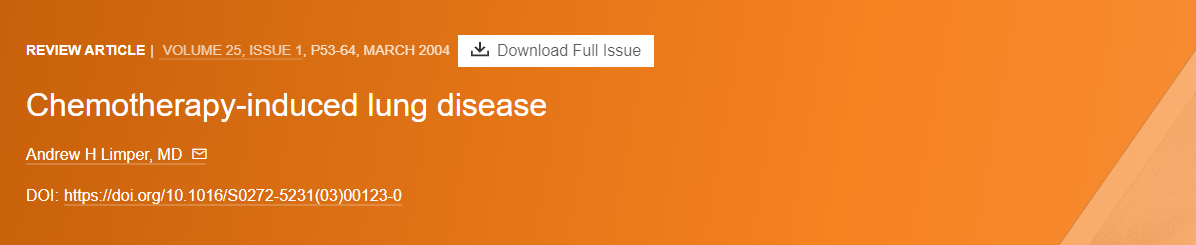 REVIEW ARTICLE | VOLUME 25, ISSUE 1, P53-64, MARCH 2004 Download Full Issue
Chemotherapy-induced lung disease
Andrew H Limper, MD
DOI: https://doi.org/10.1016/S0272-5231(03)00123-0